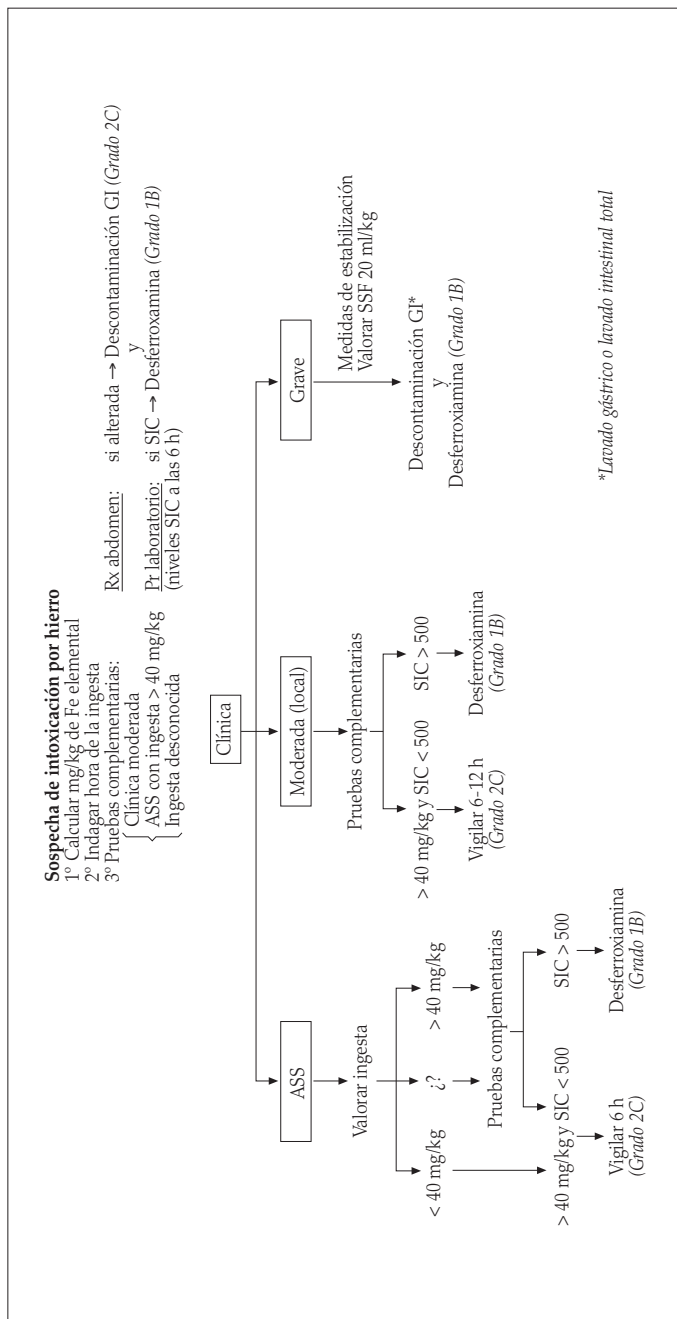 Sospecha de intoxicación por hierro
1º Calcular mg/kg de Fe elemental
2º Indagar hora de la ingesta
3º Pruebas complementarias:
Clínica moderada
ASS con ingesta > 40 mg/kg
Ingesta desconocida
Rx abdomen: si alterada → Descontaminación GI (Grado 2C)
y
Pr laboratorio: si SIC → Desferroxamina (Grado 1B)
(niveles SIC a las 6 h)
Clínica
ASS
Valorar ingesta
< 40 mg/kg
¿?
> 40 mg/kg
Pruebas complementarias
> 40 mg/kg y SIC < 500
SIC > 500
Vigilar 6 h
(Grado 2C)
Desferroxiamina
(Grado 1B)
Moderada (local)
Pruebas complementarias
> 40 mg/kg y SIC < 500
SIC > 500
Vigilar 6-12 h
(Grado 2C)
Desferroxiamina
(Grado 1B)
Grave
Medidas de estabilización
Valorar SSF 20 ml/kg
Descontaminación GI*
y
Desferroxiamina (Grado 1B)
*Lavado gástrico o lavado intestinal total